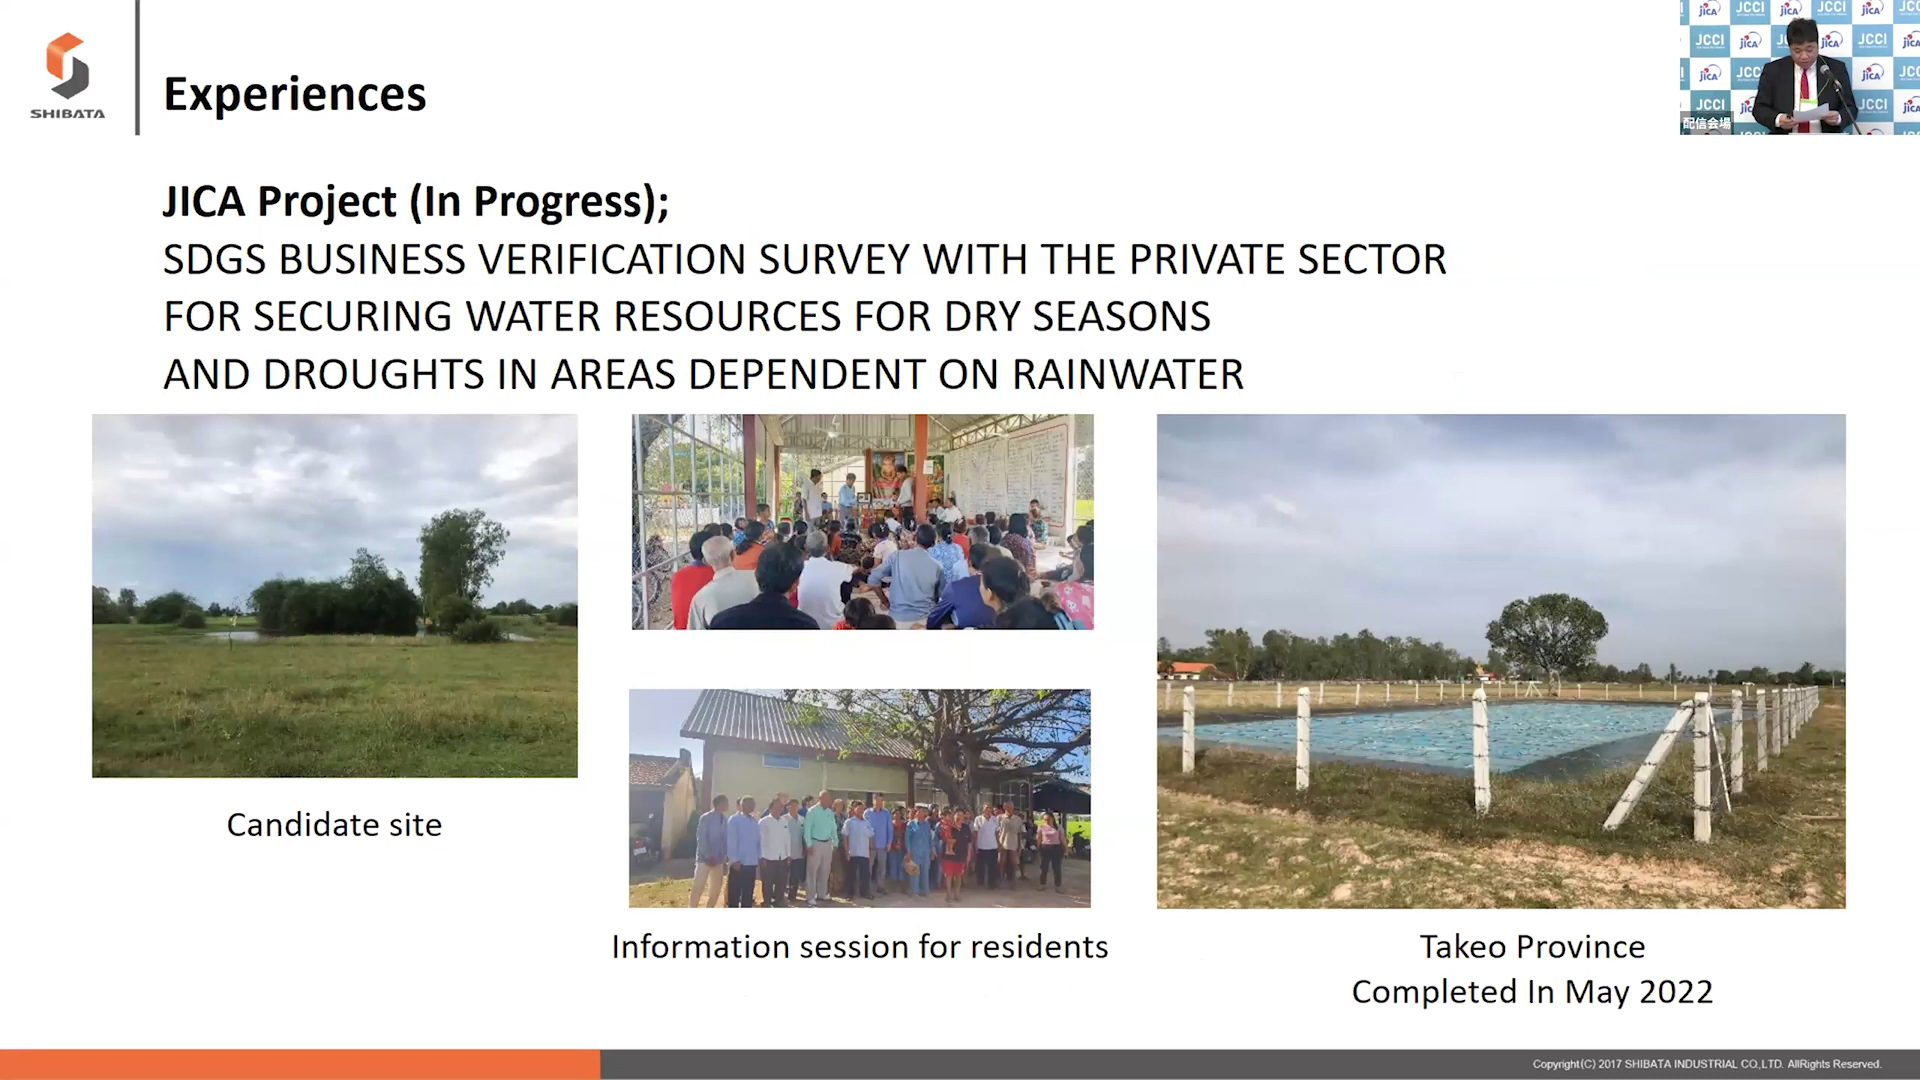 SHIBATA
Experiences
JICA Project (In Progress);
SDGS BUSINESS VERIFICATION SURVEY WITH THE PRIVATE SECTOR
FOR SECURING WATER RESOURCES FOR DRY SEASONS
AND DROUGHTS IN AREAS DEPENDENT ON RAINWATER
Candidate site
Information session for residents
Takeo Province
Completed In May 2022
JCCI
jICA
配信会場
Copyright(C) 2017 SHIBATA INDUSTRIAL CO,.LTD. AllRights Reserved.